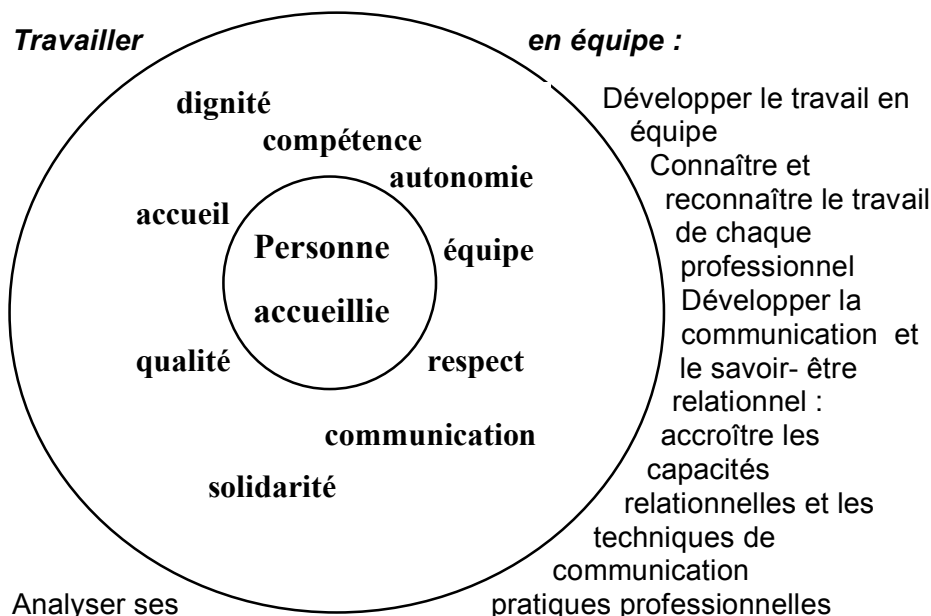 Travailler en équipe :
dignité
compétence
autonomie
accueil
équipe
Personne
accueillie
qualité
respect
communication
solidarité
Développer le travail en
équipe
Connaître et
reconnaître le travail
de chaque
professionnel
Développer la
communication et
le savoir- être
relationnel :
accroître les
capacités
relationnelles et les
techniques de
communication
Analyser ses pratiques professionnelles